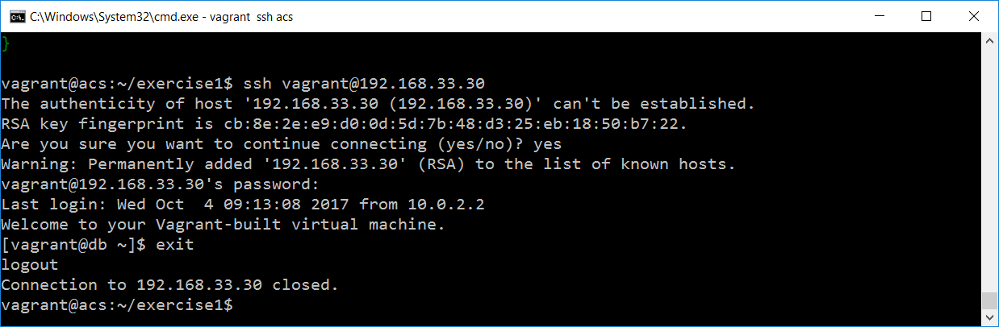 C:\Windows\System32\cmd.exe - vagrant  ssh acs
}
vagrant@acs:~/exercise1$ ssh vagrant@192.168.33.30
The authenticity of host '192.168.33.30 (192.168.33.30)' can't be established.
RSA key fingerprint is cb:8e:2e:e9:d0:0d:5d:7b:48:d3:25:eb:18:50:b7:22.
Are you sure you want to continue connecting (yes/no)? yes
Warning: Permanently added '192.168.33.30' (RSA) to the list of known hosts.
vagrant@192.168.33.30's password:
Last login: Wed Oct  4 09:13:08 2017 from 10.0.2.2
Welcome to your Vagrant-built virtual machine.
[vagrant@db ~]$ exit
logout
Connection to 192.168.33.30 closed.
vagrant@acs:~/exercise1$